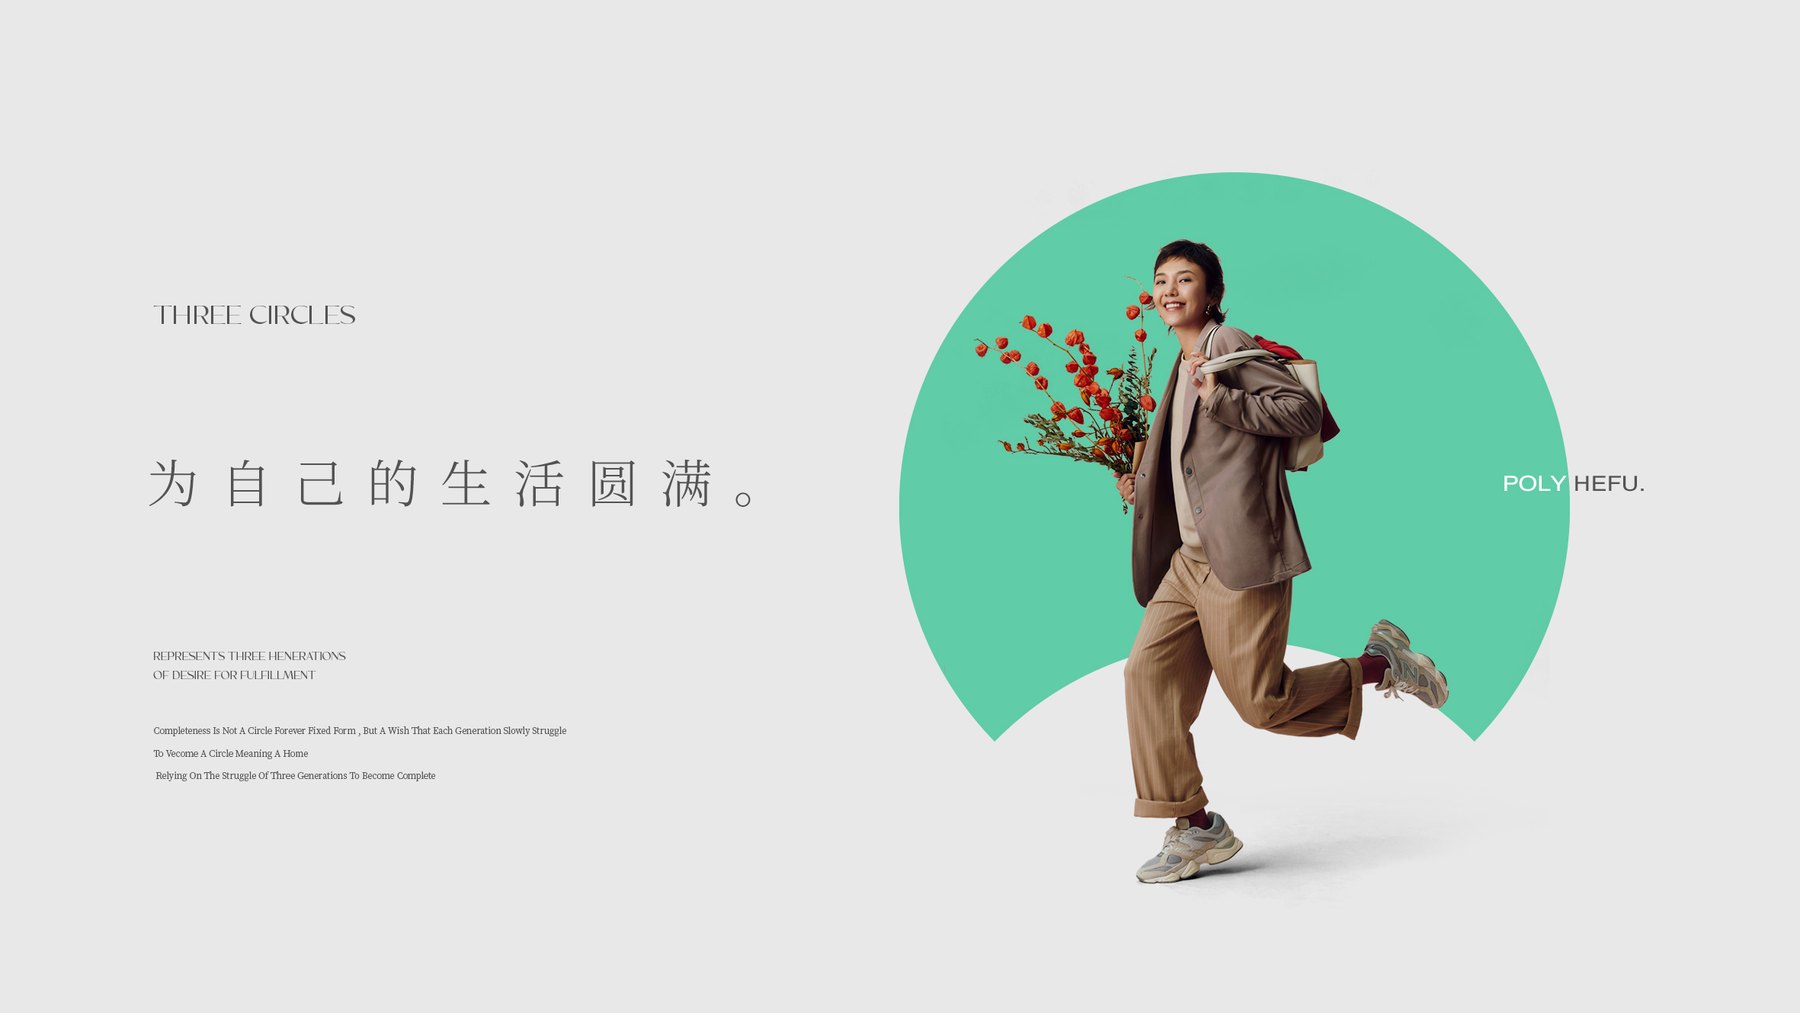 THREE CIRCLES
为自己的生活圆满。
POLY HEFU.
REPRESENTS THREE HENERATIONS
OF DESIRE FOR FULFILLMENT
Completeness Is Not A Circle Forever Fixed Form , But A Wish That Each Generation Slowly Struggle
To Vecome A Circle Meaning A Home
Relying On The Struggle Of Three Generations To Become Complete